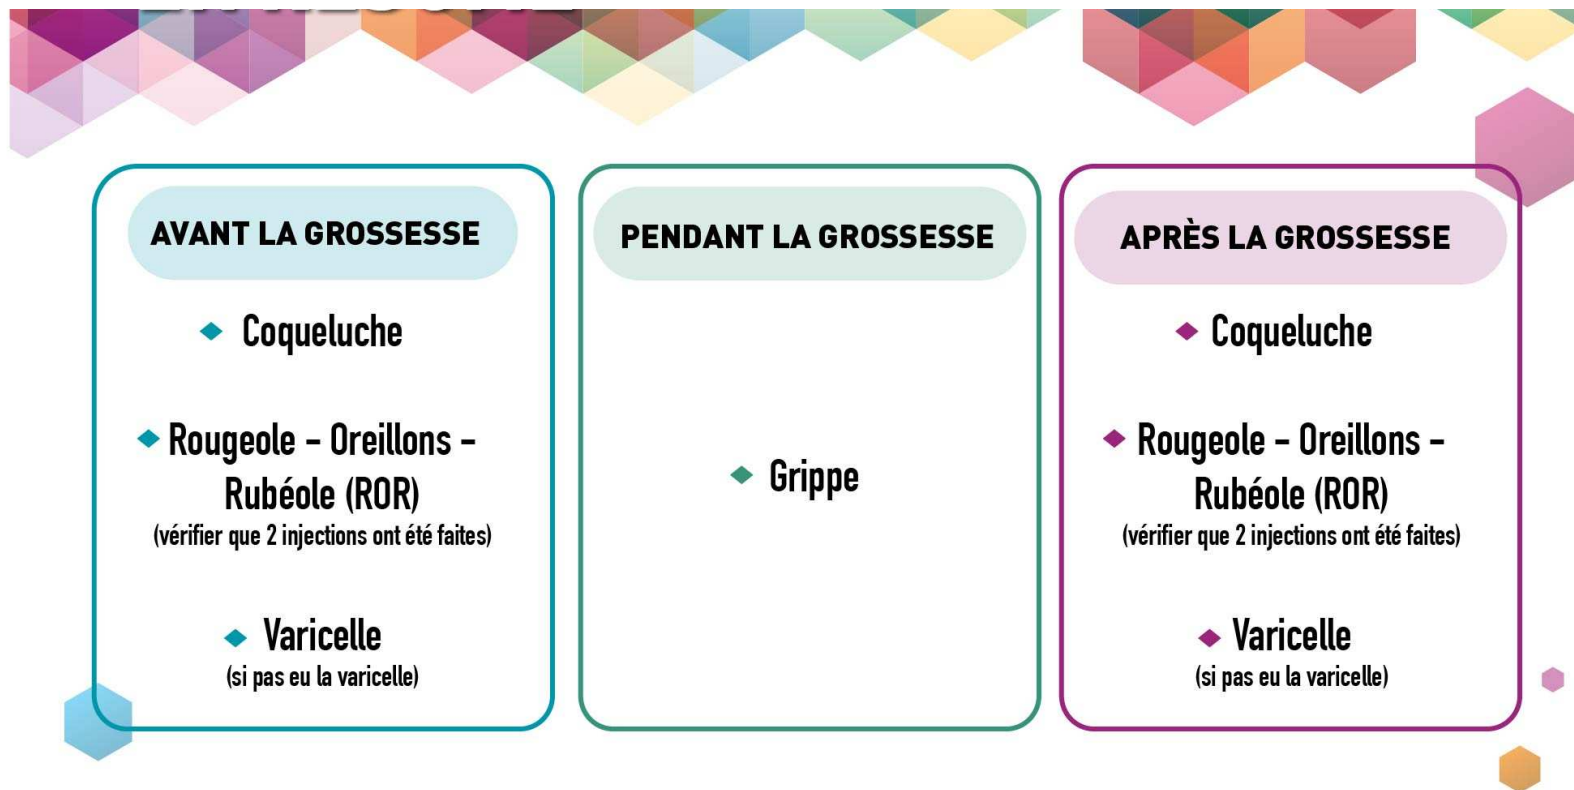 EN RÉSUMÉ
AVANT LA GROSSESSE
Coqueluche
Rougeole – Oreillons –
Rubéole (ROR)
(vérifier que 2 injections ont été faites)
Varicelle
(si pas eu la varicelle)
PENDANT LA GROSSESSE
Grippe
APRÈS LA GROSSESSE
Coqueluche
Rougeole – Oreillons –
Rubéole (ROR)
(vérifier que 2 injections ont été faites)
Varicelle
(si pas eu la varicelle)